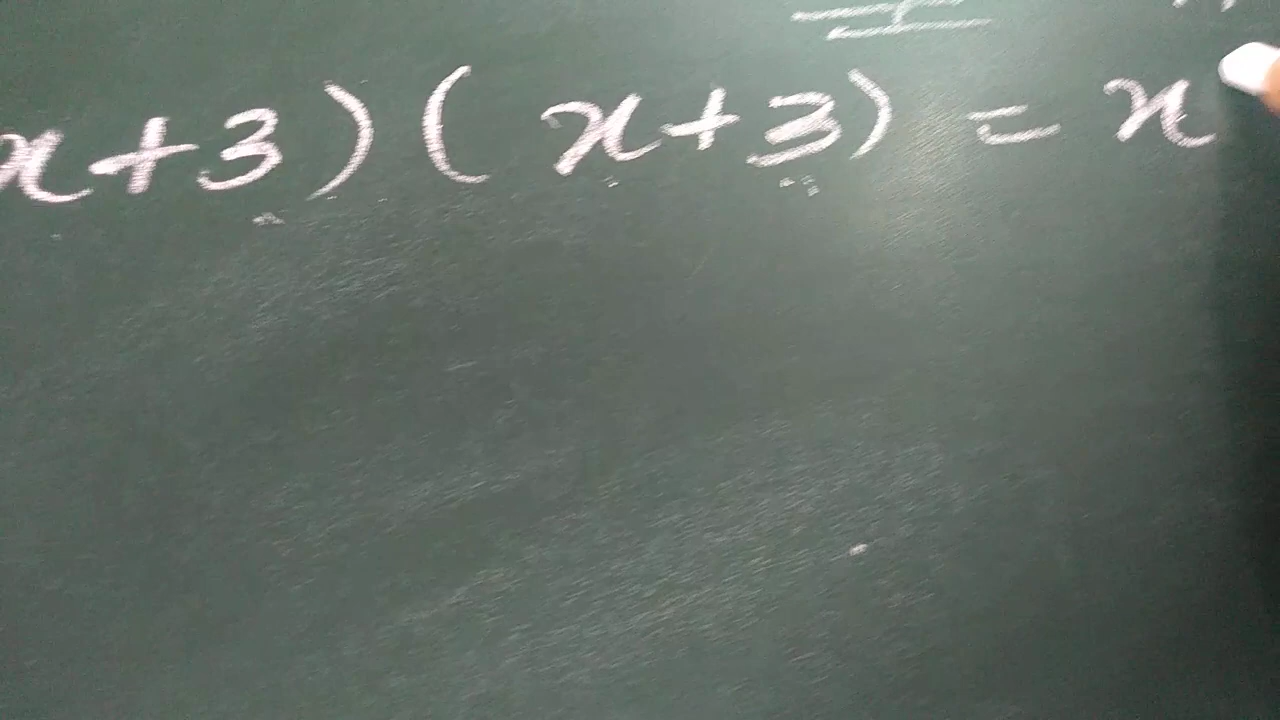 x+3)(x+3) = x